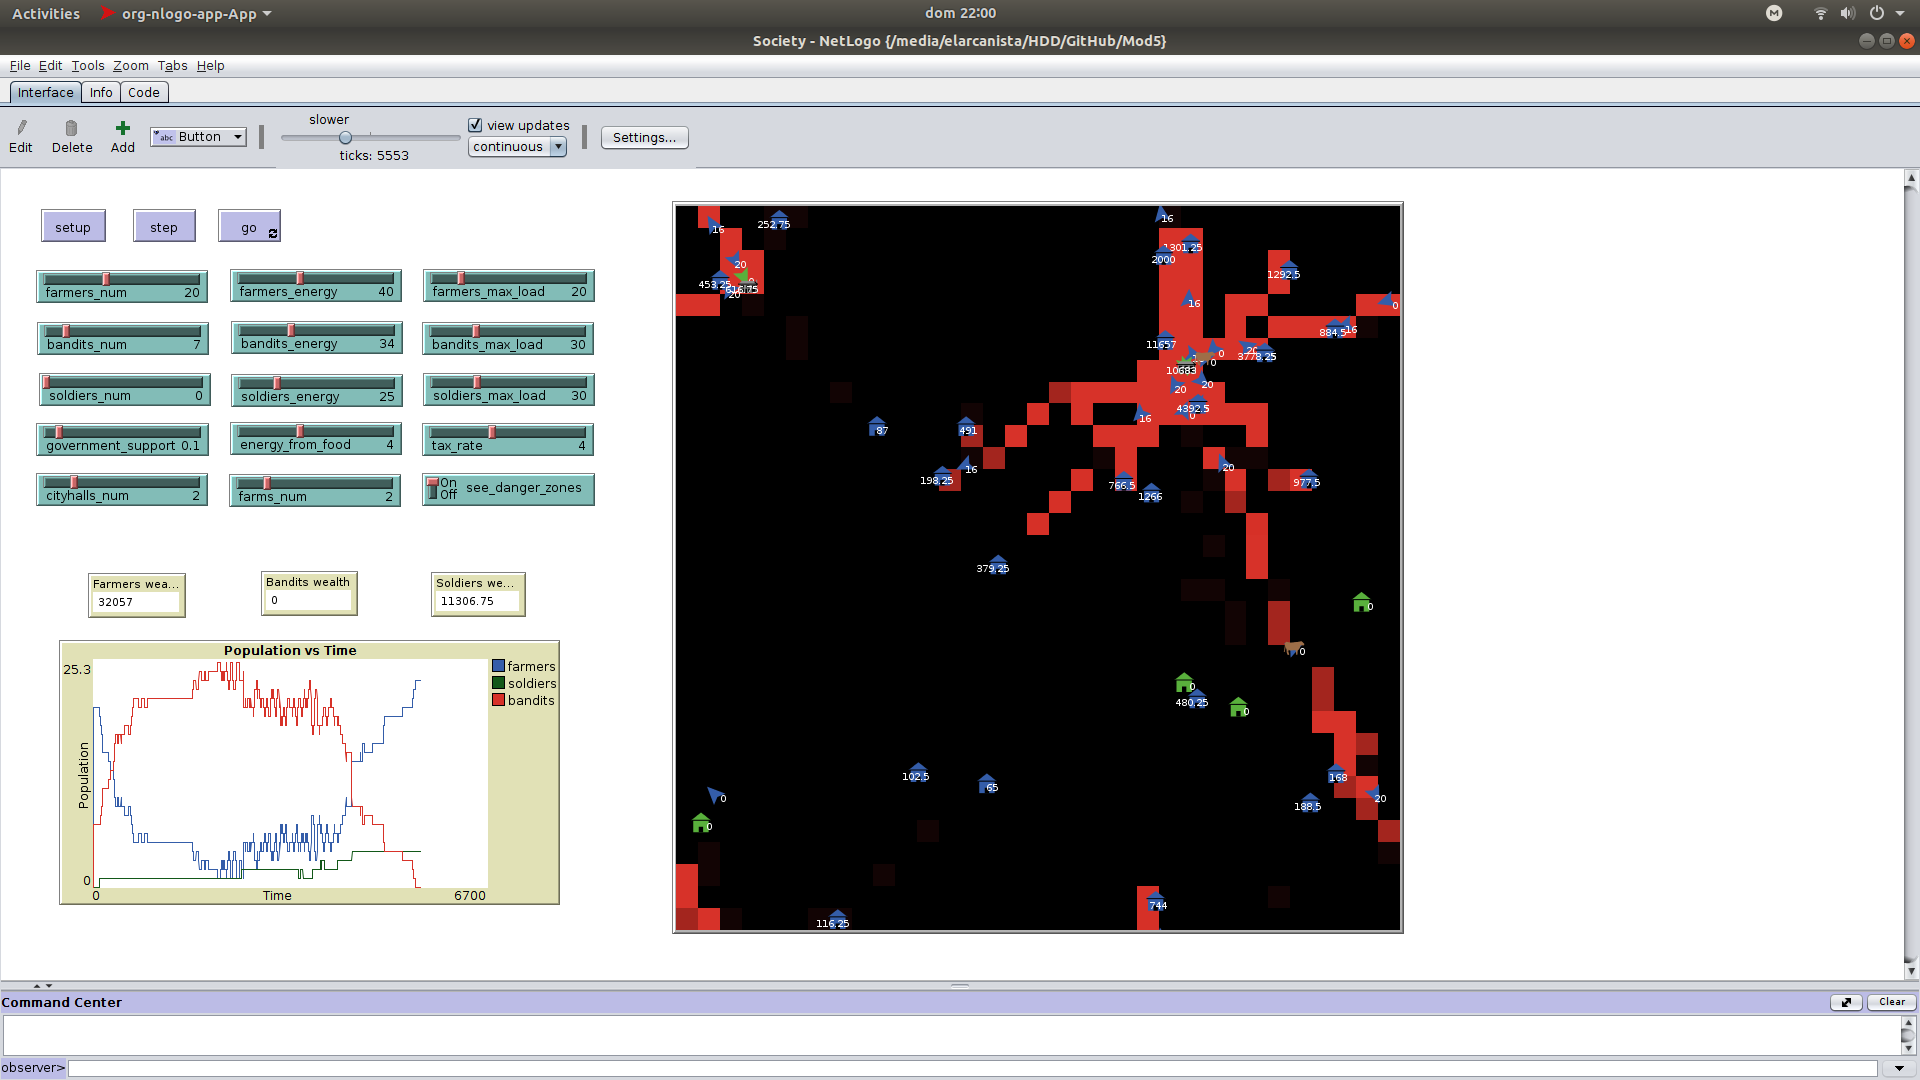 Activities org-nlogo-app-App dom 22:00 M
Society - NetLogo {/media/elarcanista/HDD/GitHub/Mod5}
File Edit Tools Zoom Tabs Help
Interface Info Code
Edit Delete Add abc Button slower ticks: 5553 view updates continuous Settings...
setup step go
farmers_num 20 farmers_energy 40 farmers_max_load 20
bandits_num 7 bandits_energy 34 bandits_max_load 30
soldiers_num 0 soldiers_energy 25 soldiers_max_load 30
government_support 0.1 energy_from_food 4 tax_rate 4
cityhalls_num 2 farms_num 2 On Off see_danger_zones
Farmers wea... Bandits wealth Soldiers we...
32057 0 11306.75
Population vs Time
25.3
Population
0
0 Time 6700
farmers
soldiers
bandits
16 252.75 16
1301.25
2000
20 1292.5
453.25 616.75
20 16 0
884.5 16
11657 0 20 3778.25
10683 0
20 20
4392.5
16 0
87 491
16 20
198.25 766.5 977.5
1266
379.25
0
0
0
480.25 0
102.5 168
65
0 188.5 20
0
744
116.25
Command Center Clear
observer>